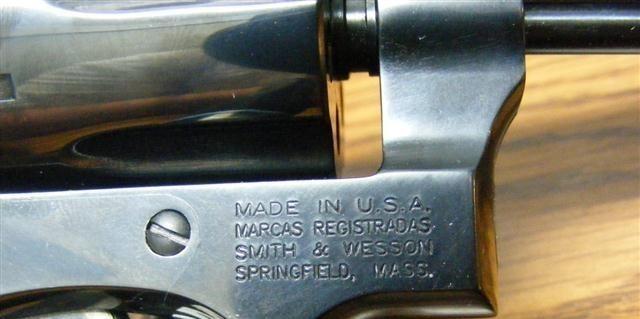 MADE IN U.S.A.
MARCAS REGISTRADAS
SMITH & WESSON
SPRINGFIELD, MASS.